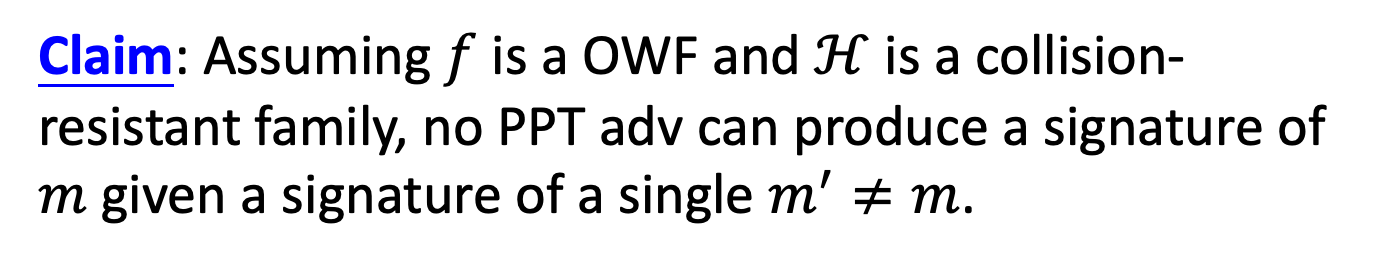 Claim: Assuming 𝑓 is a OWF and ℋ is a collision-
resistant family, no PPT adv can produce a signature of
𝑚 given a signature of a single 𝑚′ ≠ 𝑚.